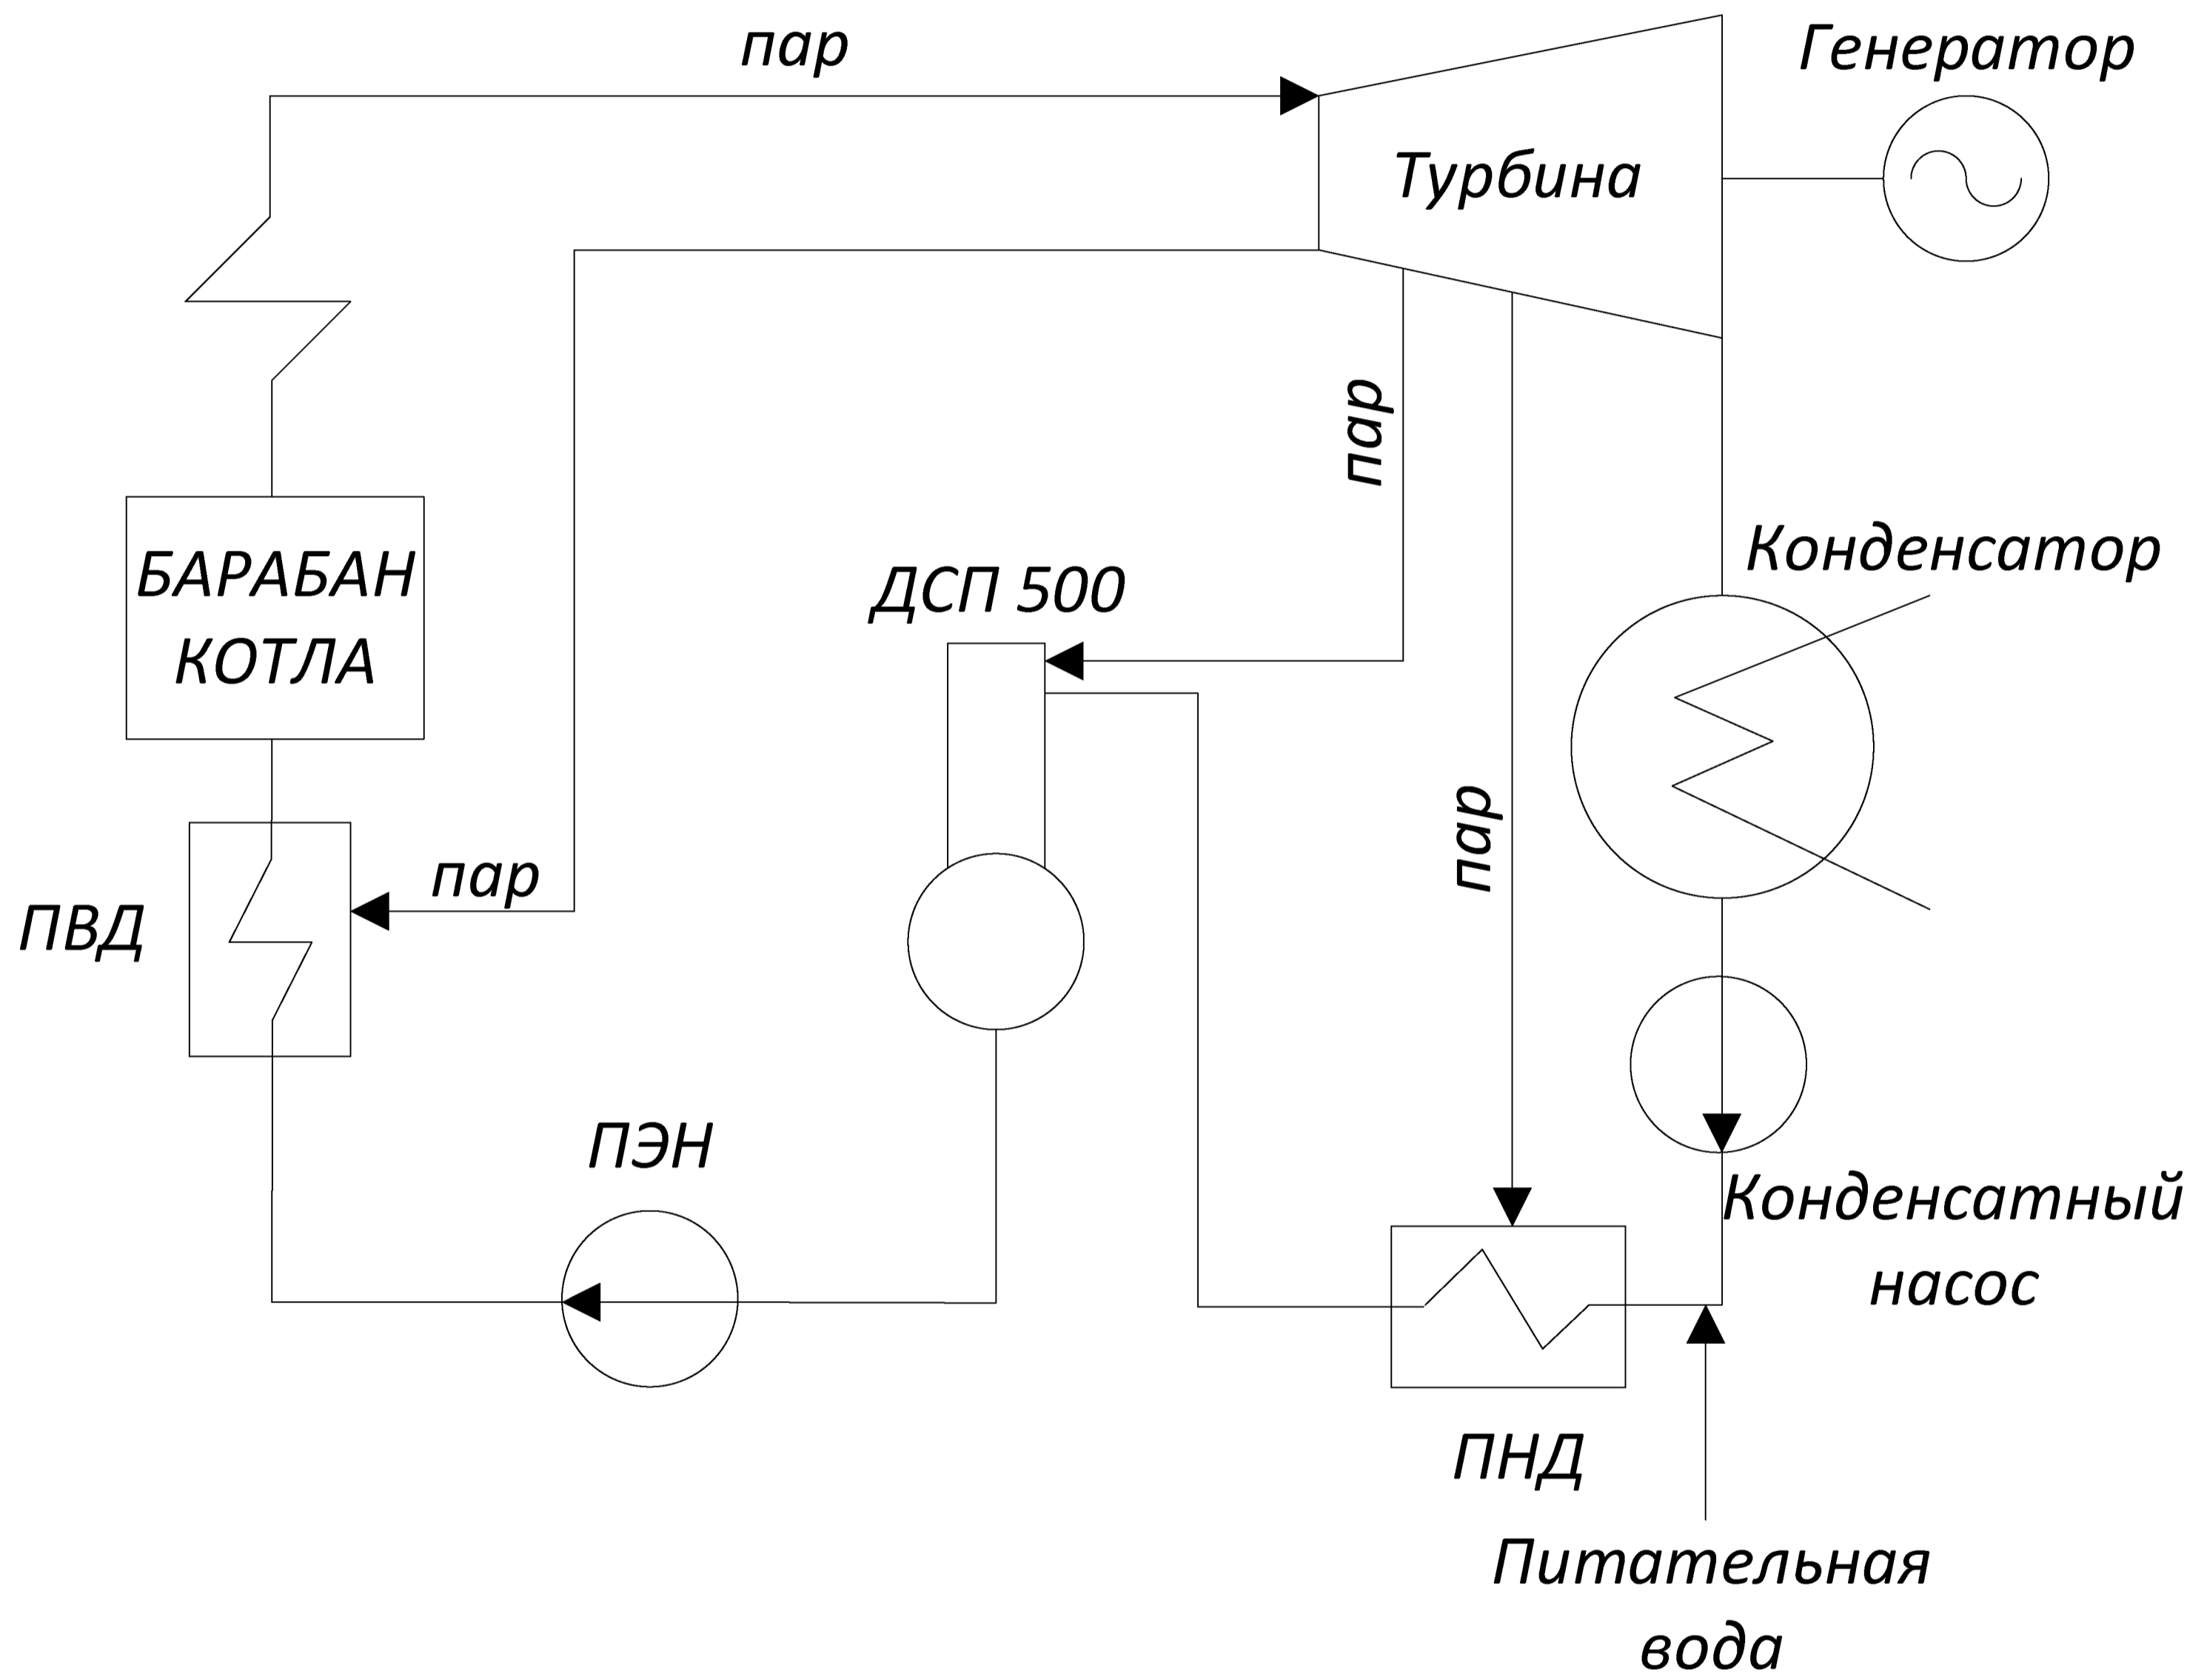 пар
Генератор
Турбина
пар
БАРАБАН
КОТЛА
ДСП 500
Конденсатор
пар
пар
ПВД
ПЭН
Конденсатный
насос
ПНД
Питательная
вода